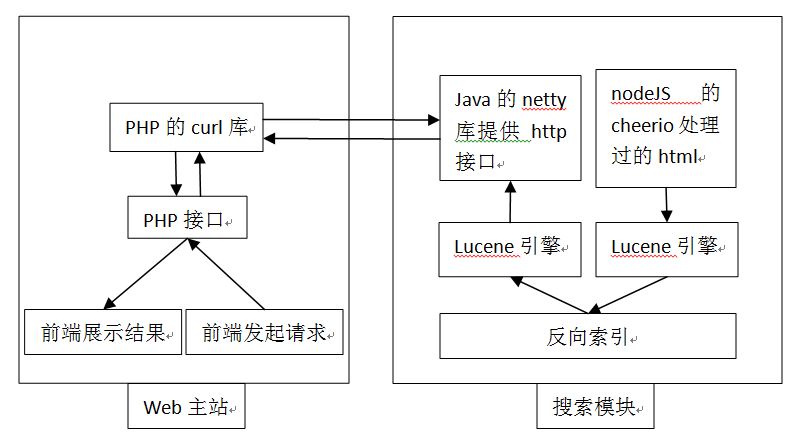 PHP 的 curl 库
PHP 接口
前端展示结果
前端发起请求
Web 主站
Java 的 netty
库提供 http
接口
nodeJS 的
cheerio 处理
过的 html
Lucene 引擎
Lucene 引擎
反向索引
搜索模块